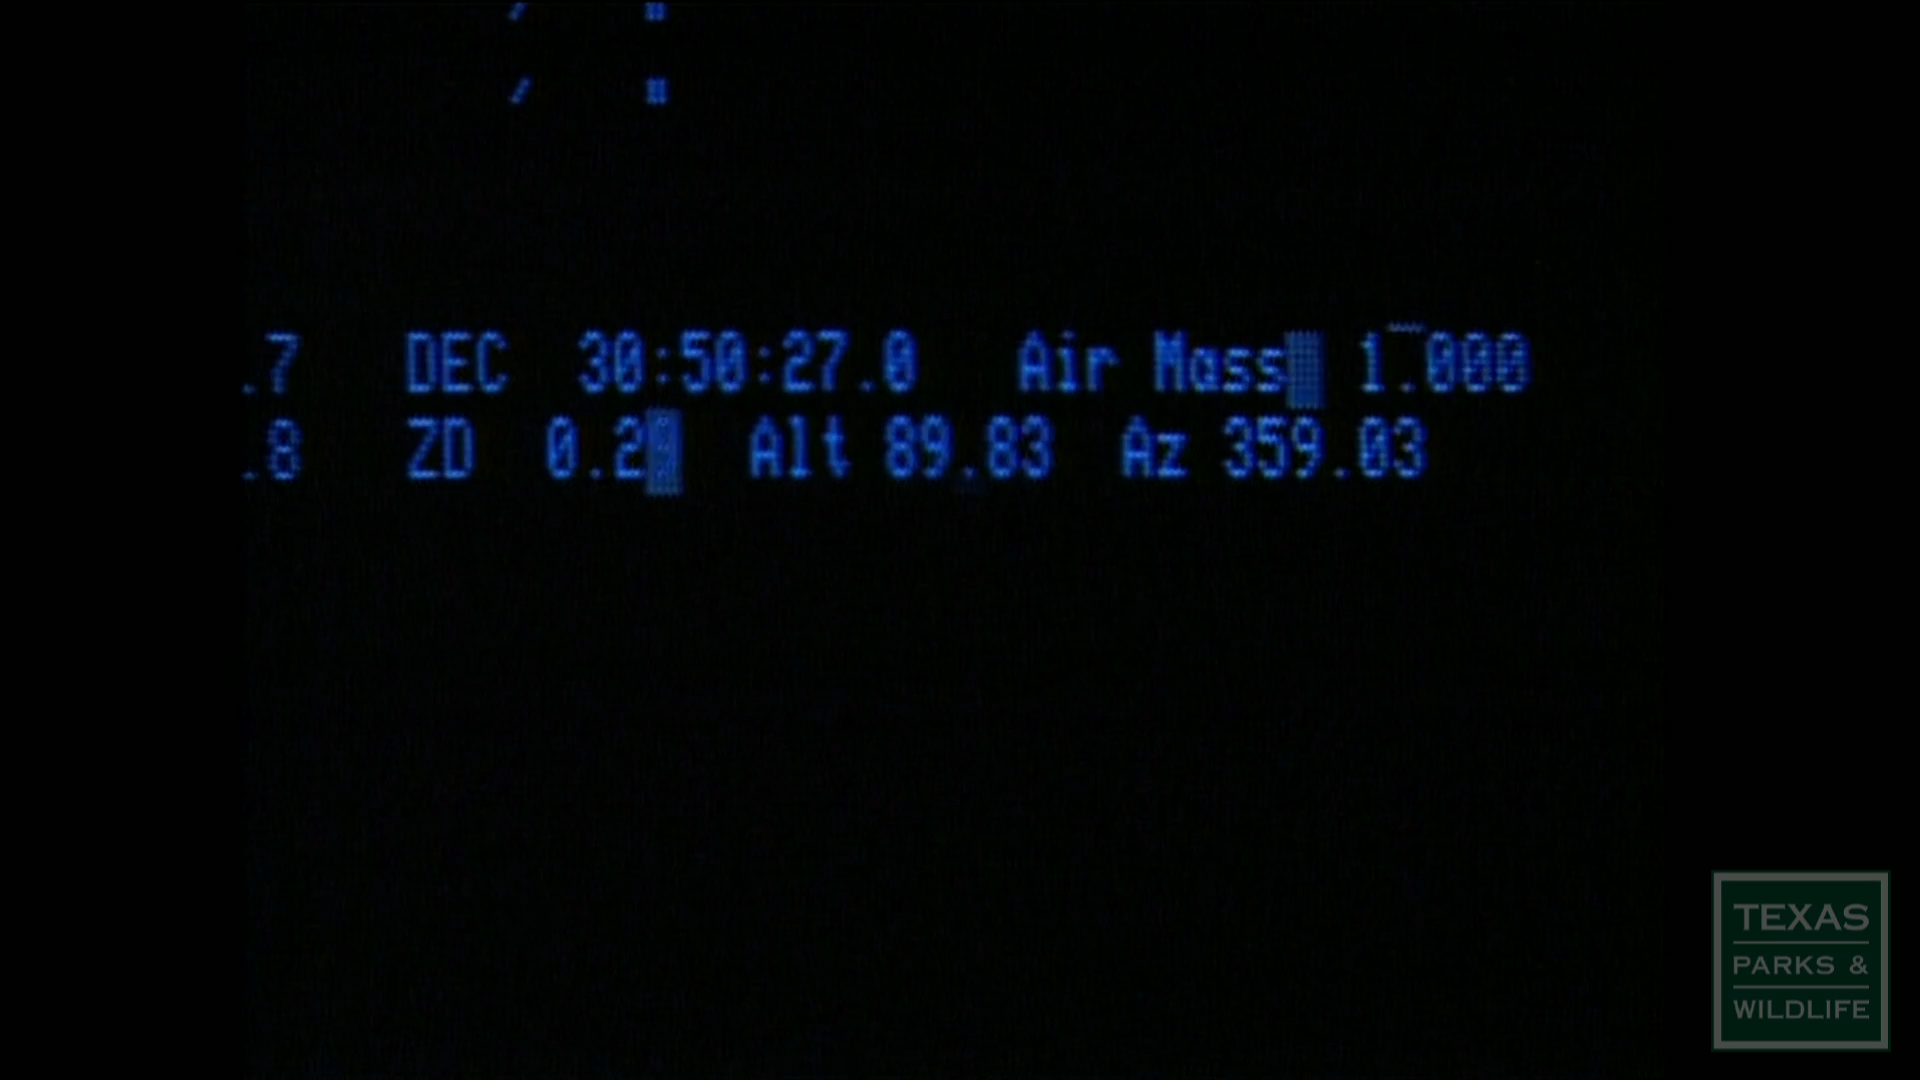 / "
/ "
.7 DEC 30:50:27.0 Air Mass 1.000
.8 ZD 0.2 Alt 89.83 Az 359.03
TEXAS
PARKS &
WILDLIFE